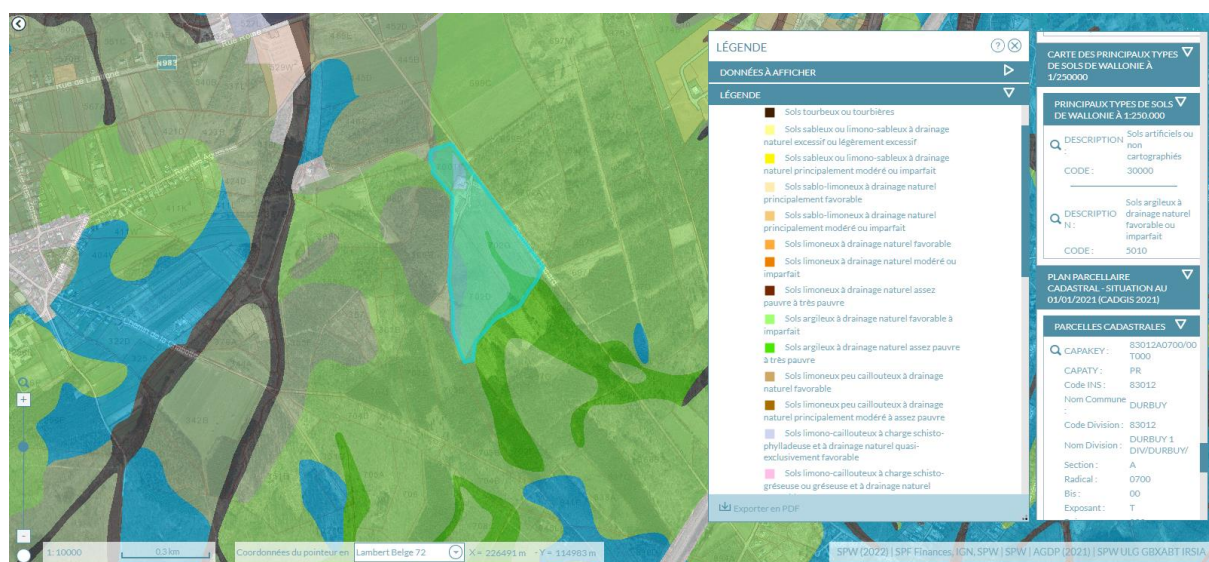 Rue Rome
N983
LÉGENDE
?
DONNÉES À AFFICHER
LÉGENDE
Sols tourbeux ou tourbières
Sols sableux ou limono-sableux à drainage
naturel excessif ou légèrement excessif
Sols sableux ou limono-sableux à drainage
naturel principalement modéré ou imparfait
Sols sablo-limoneux à drainage naturel
principalement favorable
Sols sablo-limoneux à drainage naturel
principalement modéré ou imparfait
Sols limoneux à drainage naturel favorable
Sols limoneux à drainage naturel modéré ou
imparfait
Sols limoneux à drainage naturel assez
pauvre à très pauvre
Sols argileux à drainage naturel favorable à
imparfait
Sols argileux à drainage naturel assez pauvre
à très pauvre
Sols limoneux peu caillouteux à drainage
naturel favorable
Sols limoneux peu caillouteux à drainage
naturel principalement modéré à assez pauvre
Sols limono-caillouteux à charge schisto-
phylladeuse et à drainage naturel quasi-
exclusivement favorable
Sols limono-caillouteux à charge schisto-
gréseuse ou gréseuse et à drainage naturel
Exporter en PDF
CARTE DES PRINCIPAUX TYPES
DE SOLS DE WALLONIE À
1/250000
PRINCIPAUX TYPES DE SOLS
DE WALLONIE À 1:250.000
DESCRIPTION : Sols artificiels ou
non
cartographiés
CODE : 30000
DESCRIPTIO
N : Sols argileux à
drainage naturel
favorable ou
imparfait
CODE : 5010
PLAN PARCELLAIRE
CADASTRAL - SITUATION AU
01/01/2021 (CADGIS 2021)
PARCELLES CADASTRALES
CAPAKEY : 83012A0700/00
T000
CAPATY : PR
Code INS : 83012
Nom Commune : DURBUY
Code Division : 83012
Nom Division : DURBUY 1
DIV/DURBUY/
Section : A
Radical : 0700
Bis : 00
Exposant : T
+
-
1: 10000
0.3 km
Coordonnées du pointeur en Lambert Belge 72 X = 226491 m - Y = 114983 m
SPW (2022) | SPF Finances, IGN, SPW | SPW | AGDP (2021) | SPW ULG GBXABT IRSIA